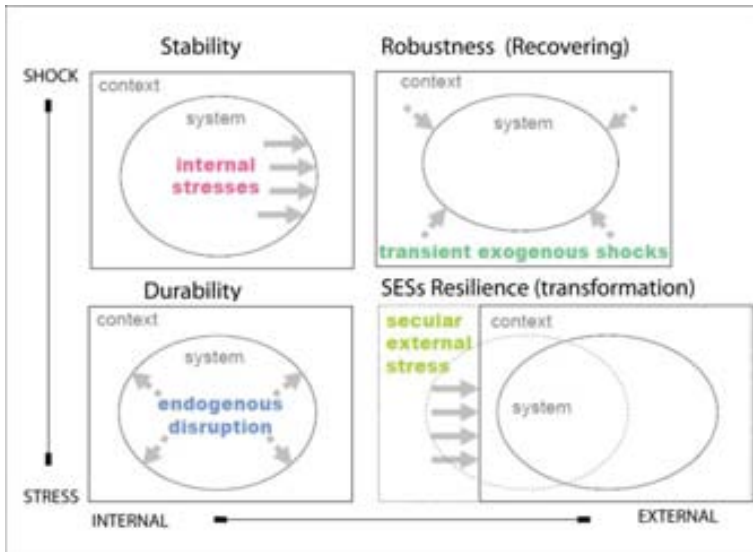 Stability
Robustness (Recovering)
SHOCK
context
system
internal
stresses
context
system
transient exogenous shocks
Durability
SESs Resilience (transformation)
context
system
endogenous
disruption
secular
external
stress
context
system
STRESS
INTERNAL
EXTERNAL